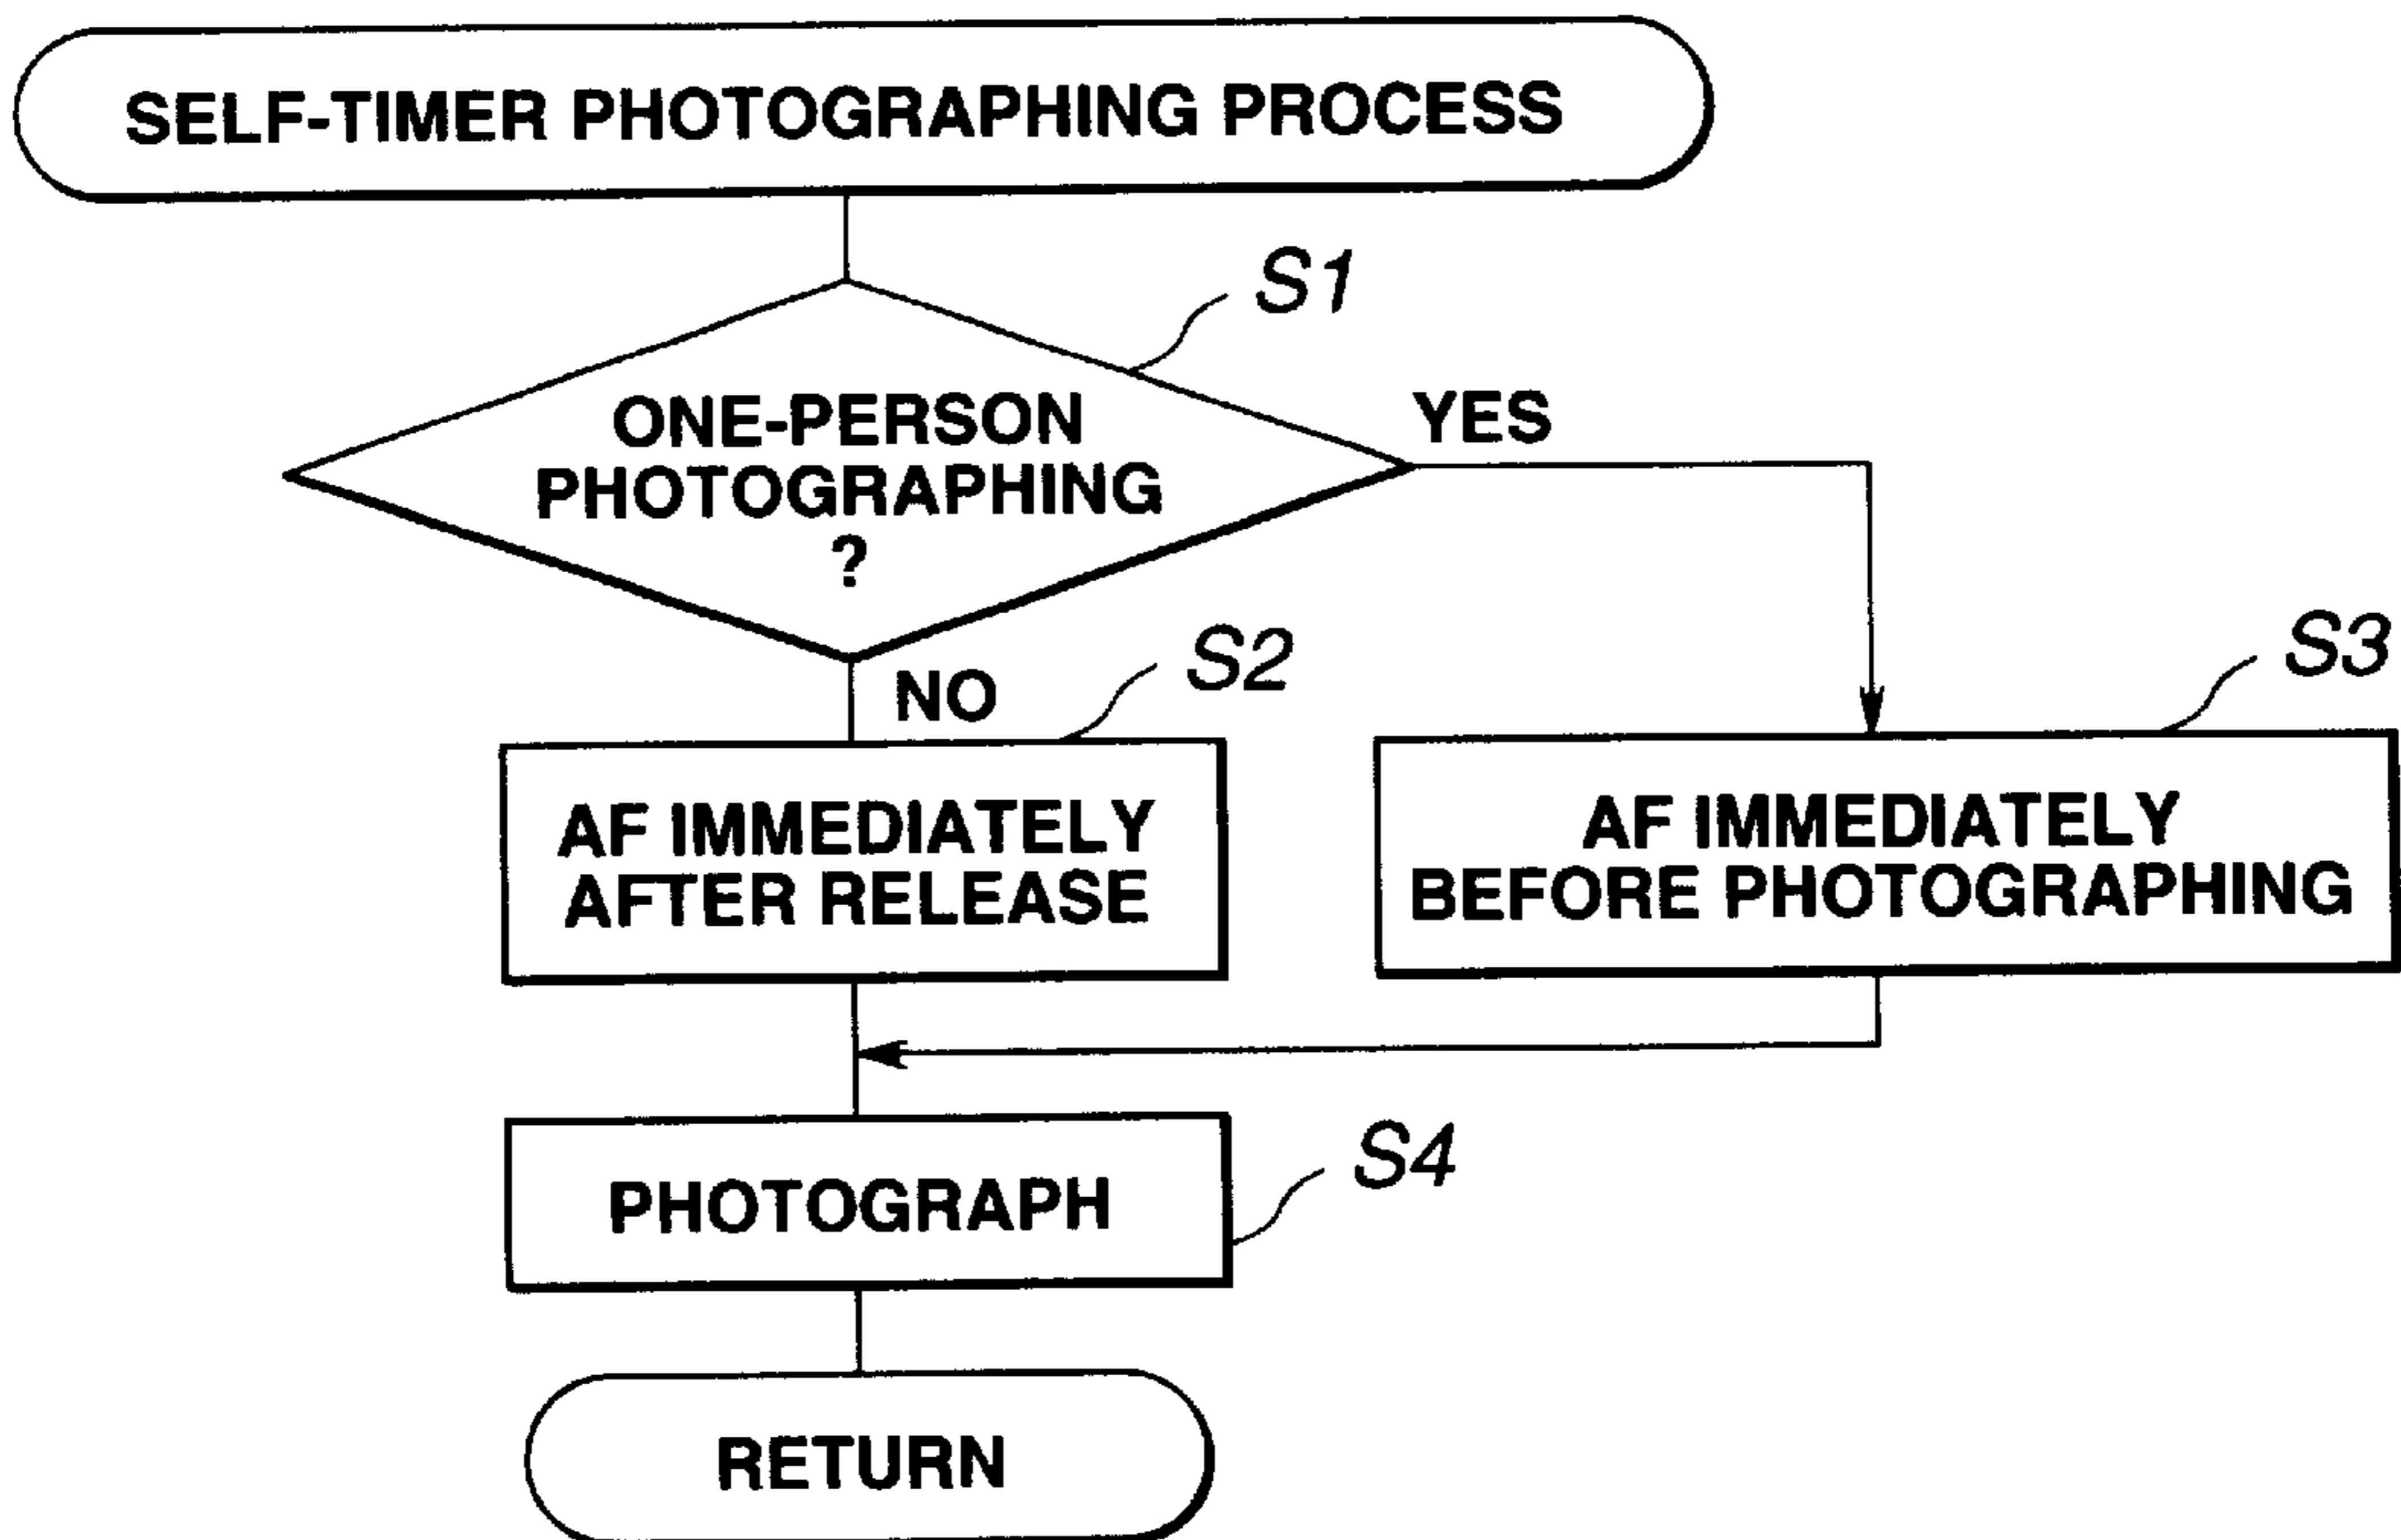 SELF-TIMER PHOTOGRAPHING PROCESS
S1
ONE-PERSON
PHOTOGRAPHING
?
YES
NO
S2
S3
AF IMMEDIATELY
AFTER RELEASE
AF IMMEDIATELY
BEFORE PHOTOGRAPHING
PHOTOGRAPH
S4
RETURN